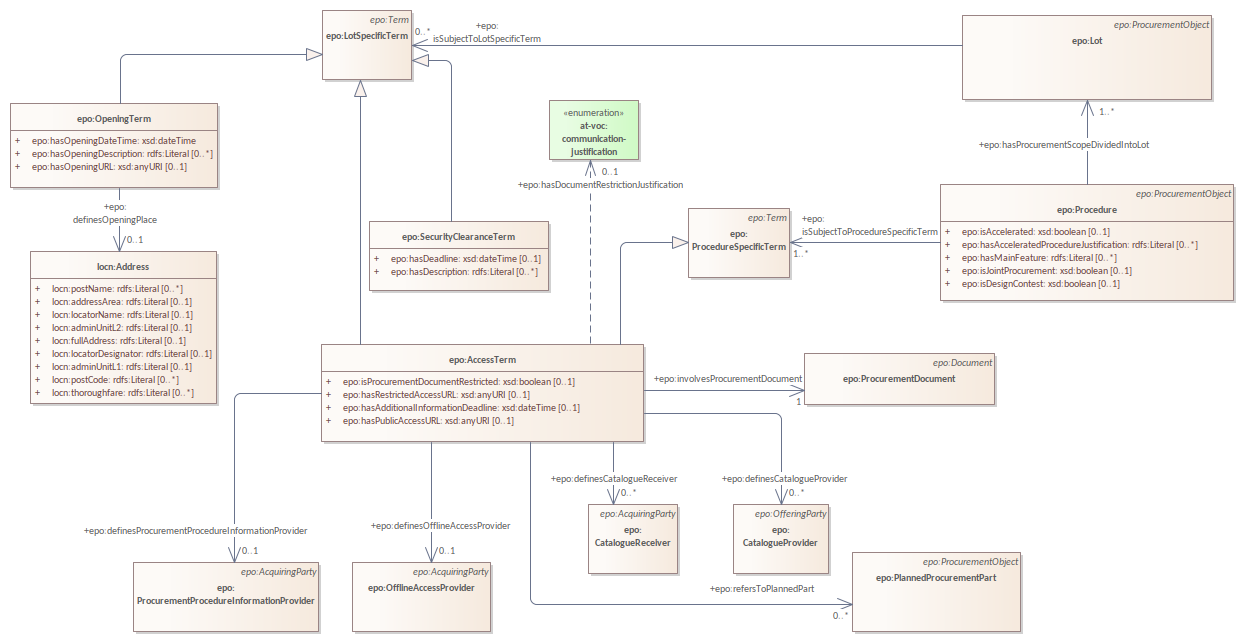 epo:Term
epo:LotSpecificTerm
0..*
+epo:
isSubjectToLotSpecificTerm
epo:ProcurementObject
epo:Lot
1..*
+epo:hasProcurementScopeDividedIntoLot
epo:OpeningTerm
+ epo:hasOpeningDateTime: xsd:dateTime
+ epo:hasOpeningDescription: rdfs:Literal [0..*]
+ epo:hasOpeningURL: xsd:anyURI [0..1]
+epo:
definesOpeningPlace
0..1
«enumeration»
at-voc:
communication-
justification
0..1
+epo:hasDocumentRestrictionJustification
epo:ProcurementObject
epo:Procedure
+ epo:isAccelerated: xsd:boolean [0..1]
+ epo:hasAcceleratedProcedureJustification: rdfs:Literal [0..*]
+ epo:hasMainFeature: rdfs:Literal [0..*]
+ epo:isJointProcurement: xsd:boolean [0..1]
+ epo:isDesignContest: xsd:boolean [0..1]
epo:Term
epo:
ProcedureSpecificTerm
+epo:
isSubjectToProcedureSpecificTerm
1..*
epo:SecurityClearanceTerm
+ epo:hasDeadline: xsd:dateTime [0..1]
+ epo:hasDescription: rdfs:Literal [0..*]
locn:Address
+ locn:postName: rdfs:Literal [0..*]
+ locn:addressArea: rdfs:Literal [0..1]
+ locn:locatorName: rdfs:Literal [0..1]
+ locn:adminUnitL2: rdfs:Literal [0..1]
+ locn:fullAddress: rdfs:Literal [0..1]
+ locn:locatorDesignator: rdfs:Literal [0..1]
+ locn:adminUnitL1: rdfs:Literal [0..1]
+ locn:postCode: rdfs:Literal [0..*]
+ locn:thoroughfare: rdfs:Literal [0..*]
epo:AccessTerm
+ epo:isProcurementDocumentRestricted: xsd:boolean [0..1]
+ epo:hasRestrictedAccessURL: xsd:anyURI [0..1]
+ epo:hasAdditionalInformationDeadline: xsd:dateTime [0..1]
+ epo:hasPublicAccessURL: xsd:anyURI [0..1]
+epo:involvesProcurementDocument
1
epo:Document
epo:ProcurementDocument
+epo:definesCatalogueReceiver
0..*
+epo:definesCatalogueProvider
0..*
epo:AcquiringParty
epo:
CatalogueReceiver
epo:OfferingParty
epo:
CatalogueProvider
+epo:definesProcurementProcedureInformationProvider
0..1
+epo:definesOfflineAccessProvider
0..1
epo:AcquiringParty
epo:
ProcurementProcedureInformationProvider
epo:AcquiringParty
epo:OfflineAccessProvider
+epo:refersToPlannedPart
0..*
epo:ProcurementObject
epo:PlannedProcurementPart